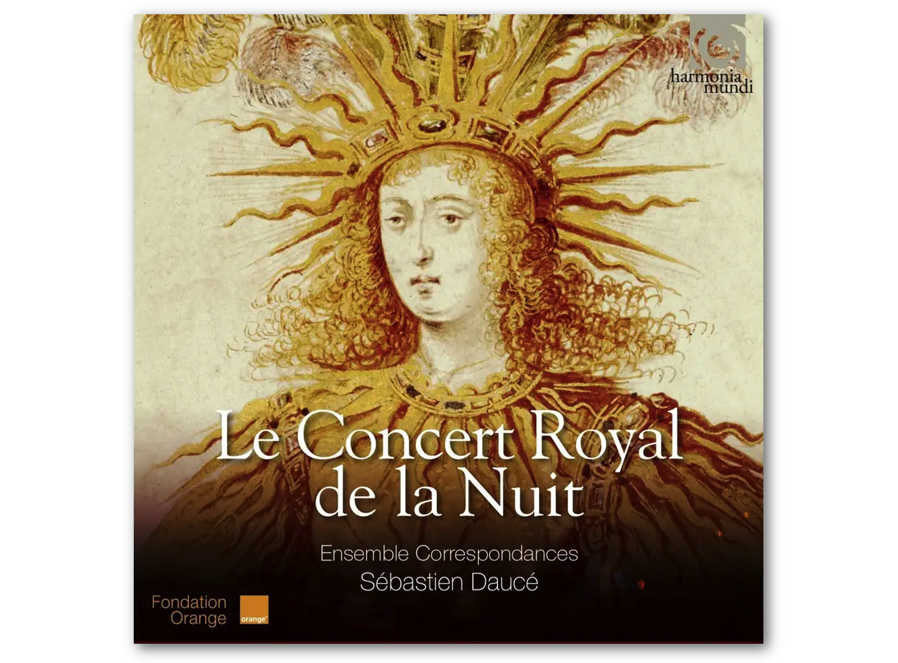 harmonia
mundi
Le Concert Royal
de la Nuit
Ensemble Correspondances
Sébastien Daucé
Fondation
Orange
orange